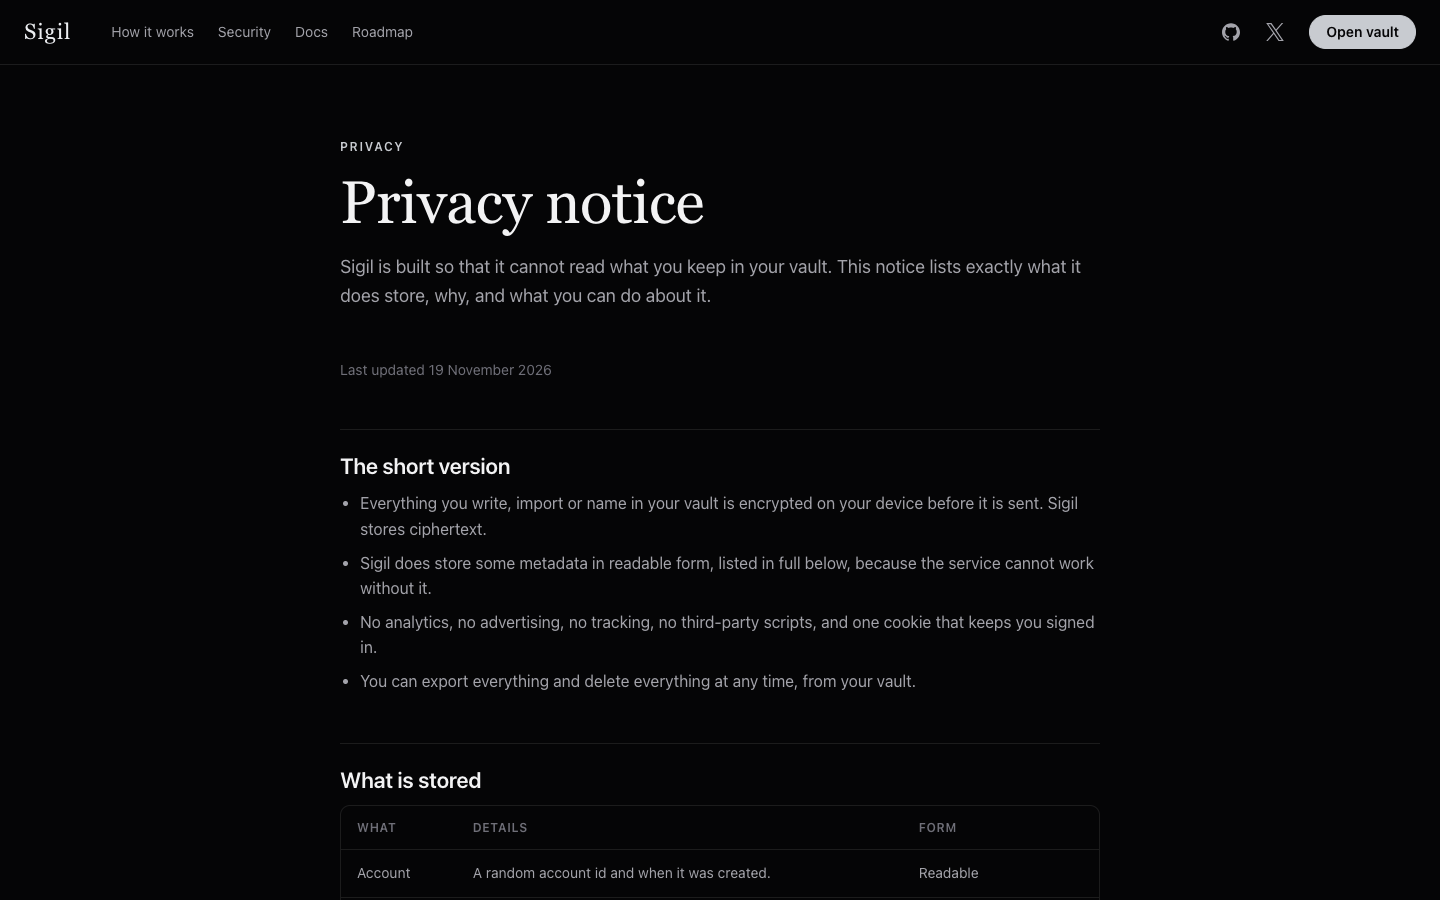 Sigil
How it works
Security
Docs
Roadmap
Open vault
PRIVACY
Privacy notice
Sigil is built so that it cannot read what you keep in your vault. This notice lists exactly what it
does store, why, and what you can do about it.
Last updated 19 November 2026
The short version
• Everything you write, import or name in your vault is encrypted on your device before it is sent. Sigil
stores ciphertext.
• Sigil does store some metadata in readable form, listed in full below, because the service cannot work
without it.
• No analytics, no advertising, no tracking, no third-party scripts, and one cookie that keeps you signed
in.
• You can export everything and delete everything at any time, from your vault.
What is stored
WHAT DETAILS FORM
Account A random account id and when it was created. Readable